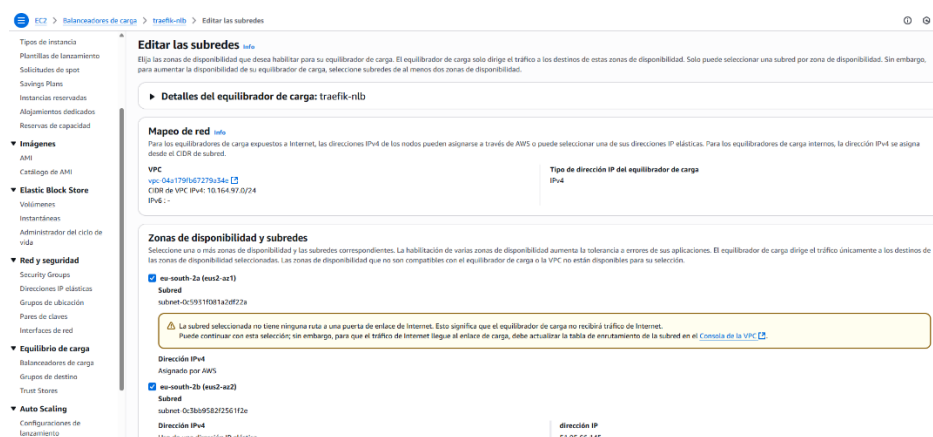 EC2 > Balanceadores de carga > traefik-nlb > Editar las subredes
Tipos de instancia
Plantillas de lanzamiento
Solicitudes de spot
Savings Plans
Instancias reservadas
Alojamientos dedicados
Reservas de capacidad
Imágenes
AMI
Catálogo de AMI
Elastic Block Store
Volúmenes
Instantáneas
Administrador del ciclo de
vida
Red y seguridad
Security Groups
Direcciones IP elásticas
Grupos de ubicación
Pares de claves
Interfaces de red
Equilibrio de carga
Balanceadores de carga
Grupos de destino
Trust Stores
Auto Scaling
Configuraciones de
lanzamiento
Editar las subredes Info
Elija las zonas de disponibilidad que desea habilitar para su equilibrador de carga. El equilibrador de carga solo dirige el tráfico a los destinos de estas zonas de disponibilidad. Solo puede seleccionar una subred por zona de disponibilidad. Sin embargo,
para aumentar la disponibilidad de su equilibrador de carga, seleccione subredes de al menos dos zonas de disponibilidad.
Detalles del equilibrador de carga: traefik-nlb
Mapeo de red Info
Para los equilibradores de carga expuestos a Internet, las direcciones IPv4 de los nodos pueden asignarse a través de AWS o puede seleccionar una de sus direcciones IP elásticas. Para los equilibradores de carga internos, la dirección IPv4 se asigna
desde el CIDR de subred.
VPC
vpc-04a179fb67279a34e
CIDR de VPC IPv4: 10.164.97.0/24
IPv6 : -
Tipo de dirección IP del equilibrador de carga
IPv4
Zonas de disponibilidad y subredes
Seleccione una o más zonas de disponibilidad y las subredes correspondientes. La habilitación de varias zonas de disponibilidad aumenta la tolerancia a errores de sus aplicaciones. El equilibrador de carga dirige el tráfico únicamente a los destinos de
las zonas de disponibilidad seleccionadas. Las zonas de disponibilidad que no son compatibles con el equilibrador de carga o la VPC no están disponibles para su selección.
eu-south-2a (eus2-az1)
Subred
subnet-0c5931f081a2df22a
La subred seleccionada no tiene ninguna ruta a una puerta de enlace de Internet. Esto significa que el equilibrador de carga no recibirá tráfico de Internet.
Puede continuar con esta selección; sin embargo, para que el tráfico de Internet llegue al enlace de carga, debe actualizar la tabla de enrutamiento de la subred en el Consola de la VPC.
Dirección IPv4
Asignado por AWS
eu-south-2b (eus2-az2)
Subred
subnet-0c3bb9582f2561f2e
Dirección IPv4
dirección IP